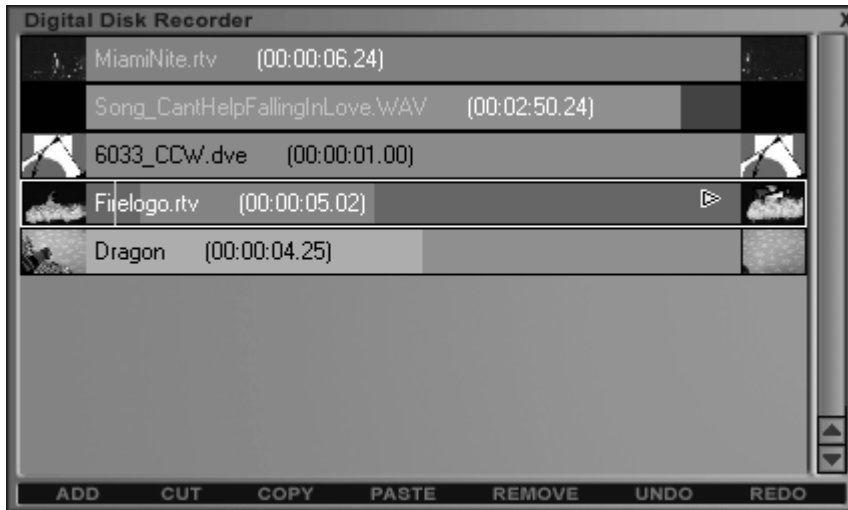 Digital Disk Recorder X
MiamiNite.rtv (00:00:06.24)
Song_CantHelpFallingInLove.WAV (00:02:50.24)
6033_CCW.dve (00:00:01.00)
Firelogo.rtv (00:00:05.02)
Dragon (00:00:04.25)
ADD CUT COPY PASTE REMOVE UNDO REDO